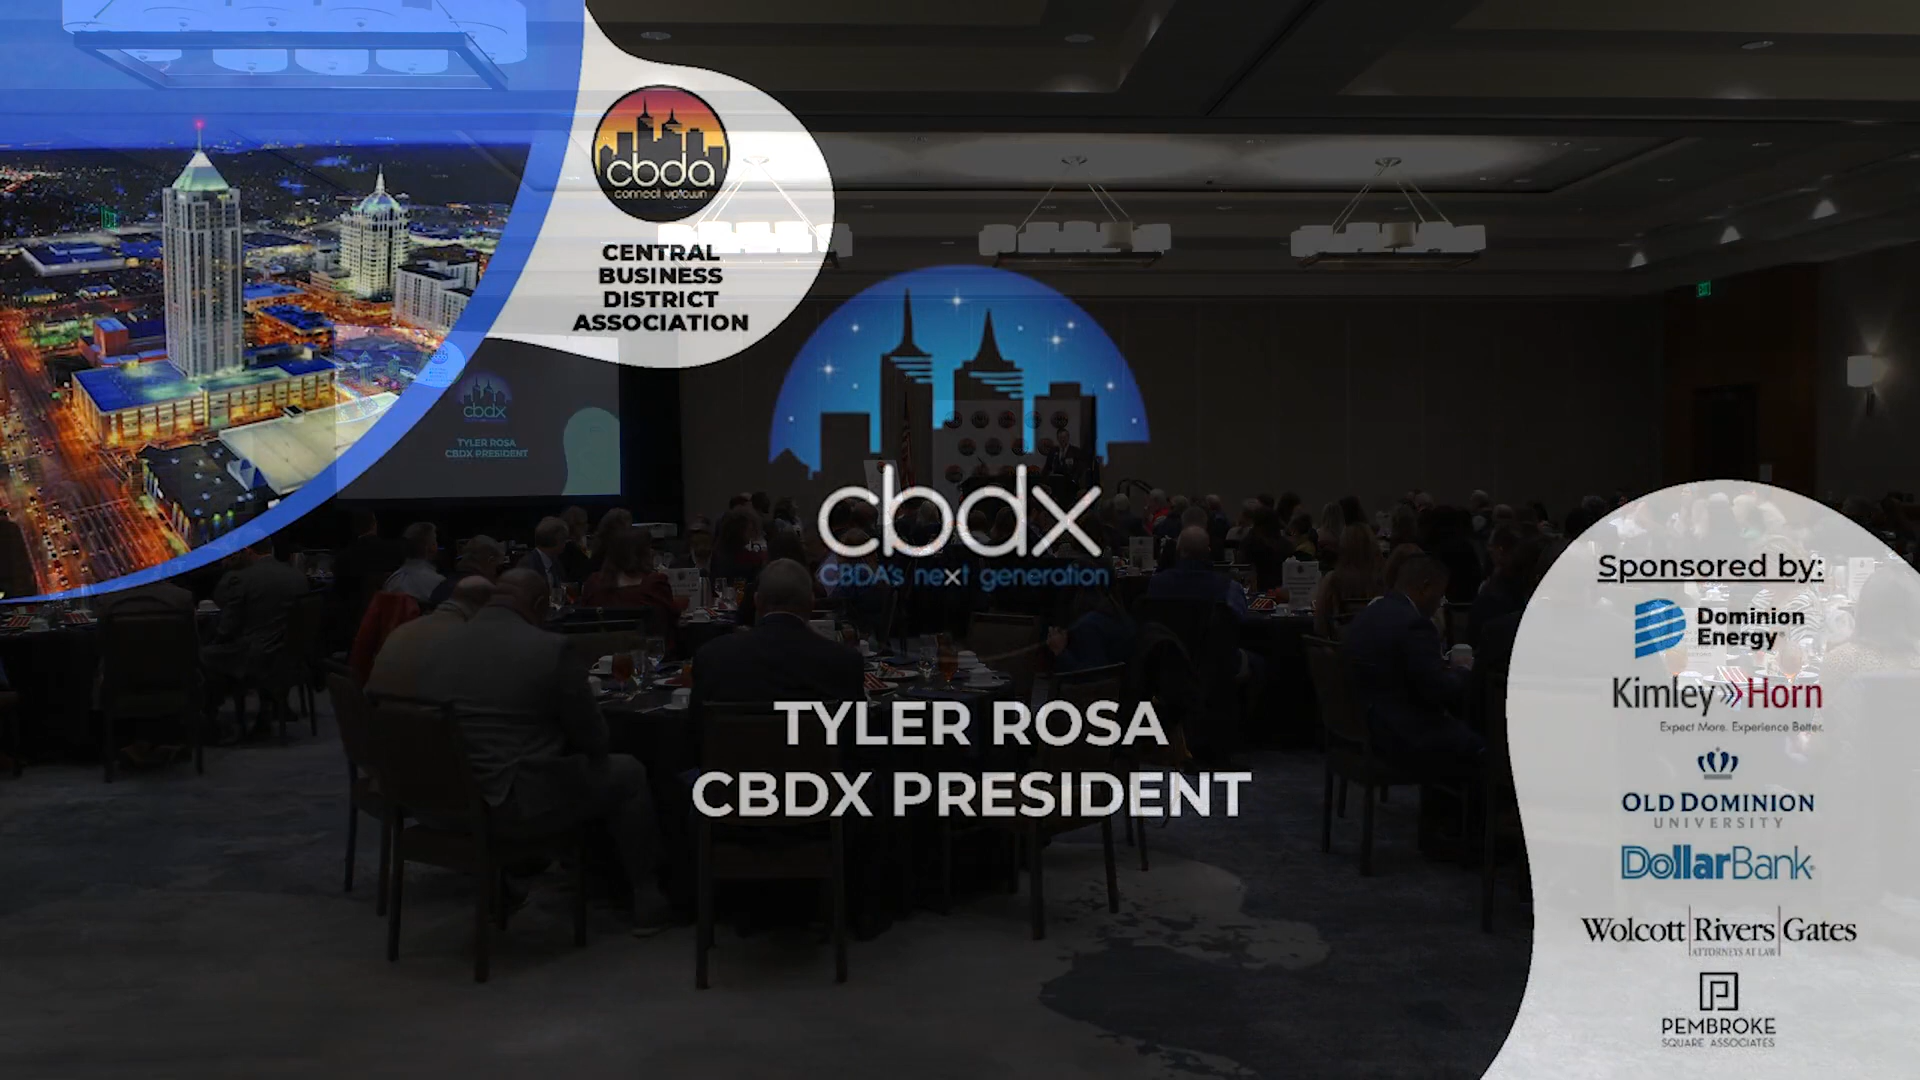 cbda
connect uptown
CENTRAL
BUSINESS
DISTRICT
ASSOCIATION
EXIT
cbdx
TYLER ROSA
CBDX PRESIDENT
cbdx
CBDA's next generation
TYLER ROSA
CBDX PRESIDENT
Sponsored by:
Dominion
Energy
Kimley Horn
Expect More. Experience Better.
OLD DOMINION
UNIVERSITY
DollarBank
Wolcott Rivers Gates
ATTORNEYS AT LAW
PEMBROKE
SQUARE ASSOCIATES